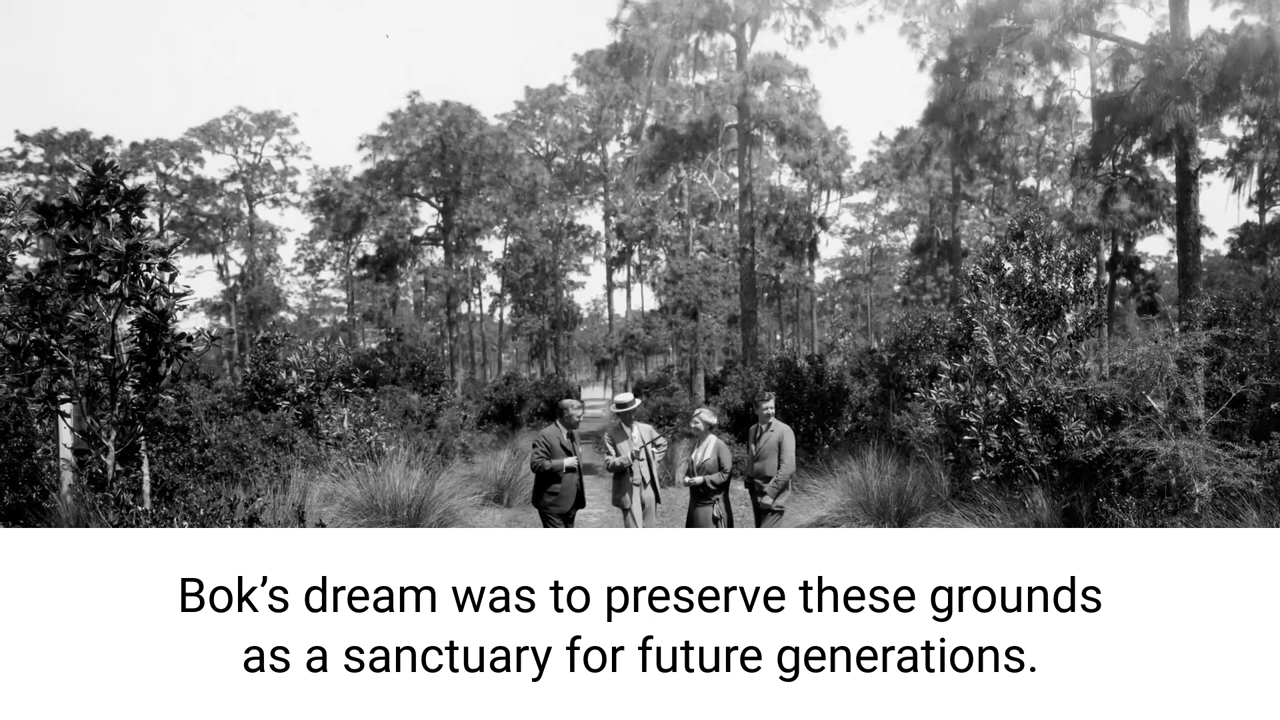 Bok’s dream was to preserve these grounds
as a sanctuary for future generations.